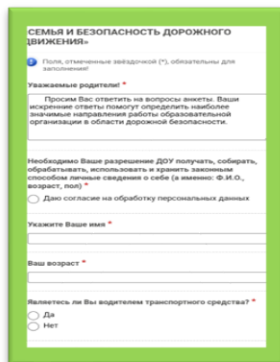 «СЕМЬЯ И БЕЗОПАСНОСТЬ ДОРОЖНОГО
ДВИЖЕНИЯ»
Поля, отмеченные звёздочкой (*), обязательны для
заполнения!
Уважаемые родители! *
Просим Вас ответить на вопросы анкеты. Ваши
искренние ответы помогут определить наиболее
значимые направления работы образовательной
организации в области дорожной безопасности.
Необходимо Ваше разрешение ДОУ получать, собирать,
обрабатывать, использовать и хранить законным
способом личные сведения о себе (а именно: Ф.И.О.,
возраст, пол) *
Даю согласие на обработку персональных данных
Укажите Ваше имя *
Ваш возраст *
Являетесь ли Вы водителем транспортного средства? *
Да
Нет